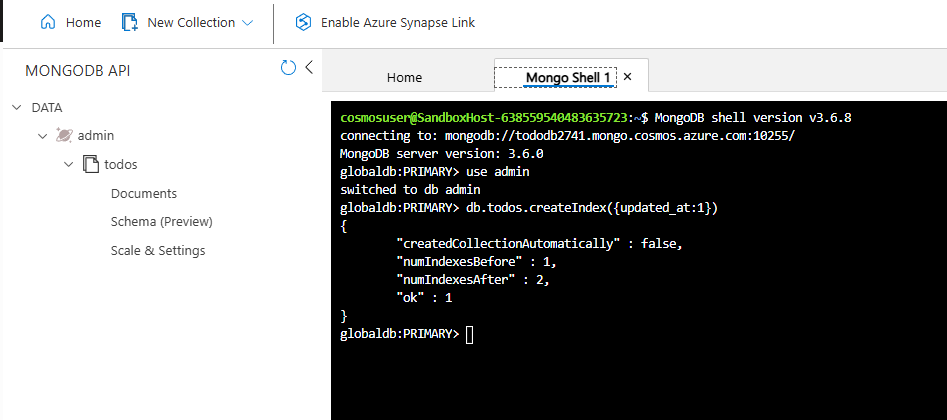 Home New Collection Enable Azure Synapse Link
MONGODB API
DATA
admin
todos
Documents
Schema (Preview)
Scale & Settings
Home Mongo Shell 1 ✕
cosmosuser@SandboxHost-638559540483635723:~$ MongoDB shell version v3.6.8
connecting to: mongodb://tododb2741.mongo.cosmos.azure.com:10255/
MongoDB server version: 3.6.0
globaldb:PRIMARY> use admin
switched to db admin
globaldb:PRIMARY> db.todos.createIndex({updated_at:1})
{
"createdCollectionAutomatically" : false,
"numIndexesBefore" : 1,
"numIndexesAfter" : 2,
"ok" : 1
}
globaldb:PRIMARY>